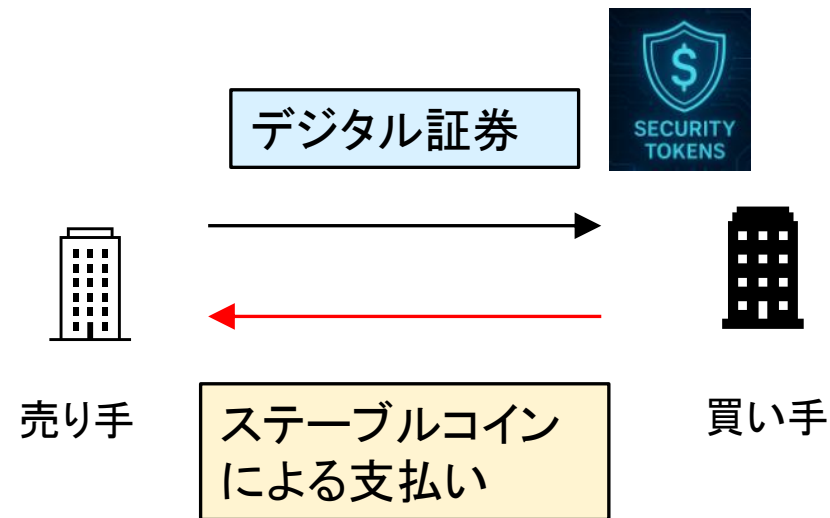 デジタル証券
SECURITY
TOKENS
売り手
買い手
ステーブルコイン
による支払い